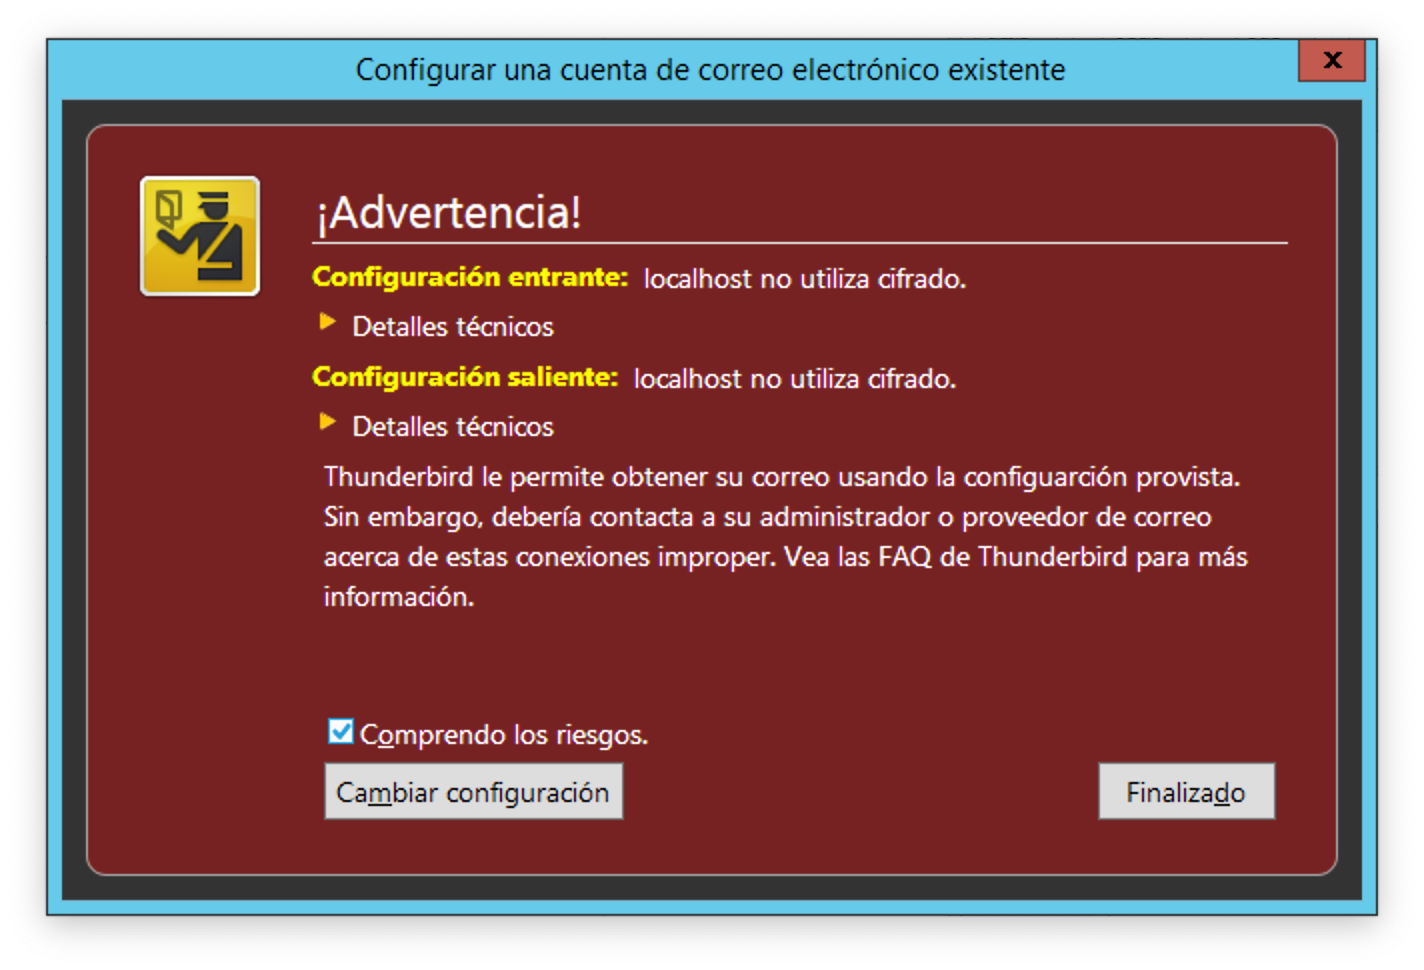 Configurar una cuenta de correo electrónico existente
x
¡Advertencia!
Configuración entrante: localhost no utiliza cifrado.
Detalles técnicos
Configuración saliente: localhost no utiliza cifrado.
Detalles técnicos
Thunderbird le permite obtener su correo usando la configuarción provista.
Sin embargo, debería contacta a su administrador o proveedor de correo
acerca de estas conexiones improper. Vea las FAQ de Thunderbird para más
información.
Comprendo los riesgos.
Cambiar configuración
Finalizado